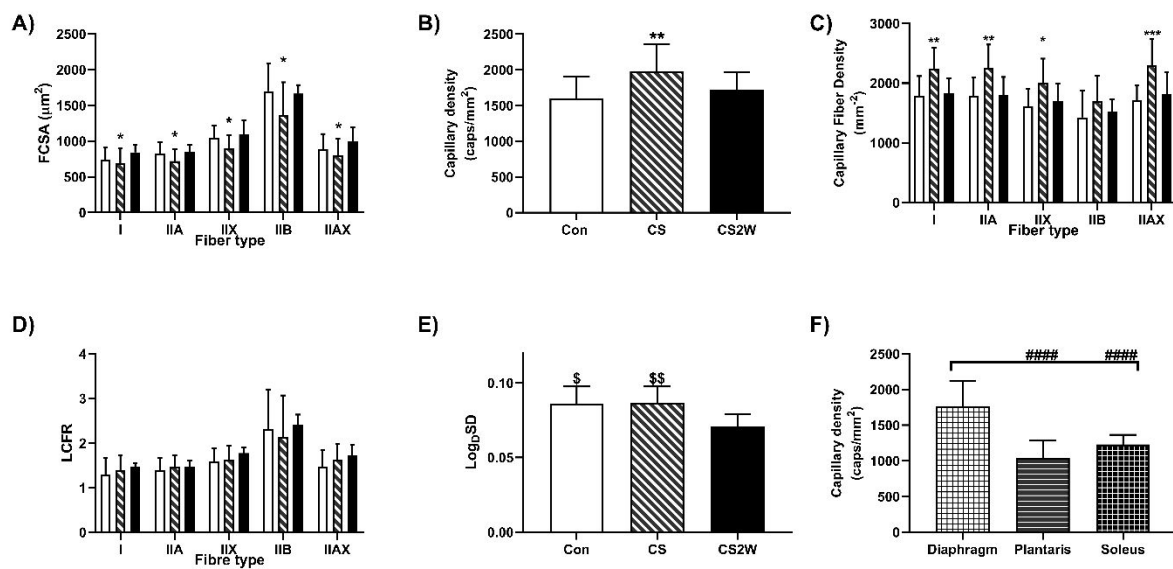 A)
FCSA (µm²)
2500
2000
1500
1000
500
0
*
*
*
*
*
I
IIA
IIX
IIB
IIAX
Fiber type
B)
Capillary density
(caps/mm²)
2500
2000
1500
1000
500
0
**
Con
CS
CS2W
C)
Capillary Fiber Density
(mm⁻²)
3000
2000
1000
0
**
**
*
***
I
IIA
IIX
IIB
IIAX
Fiber type
D)
LCFR
4
3
2
1
0
I
IIA
IIX
IIB
IIAX
Fibre type
E)
Log_DSD
0.10
0.05
0.00
$
$$
Con
CS
CS2W
F)
Capillary density
(caps/mm²)
2500
2000
1500
1000
500
0
####
####
Diaphragm
Plantaris
Soleus